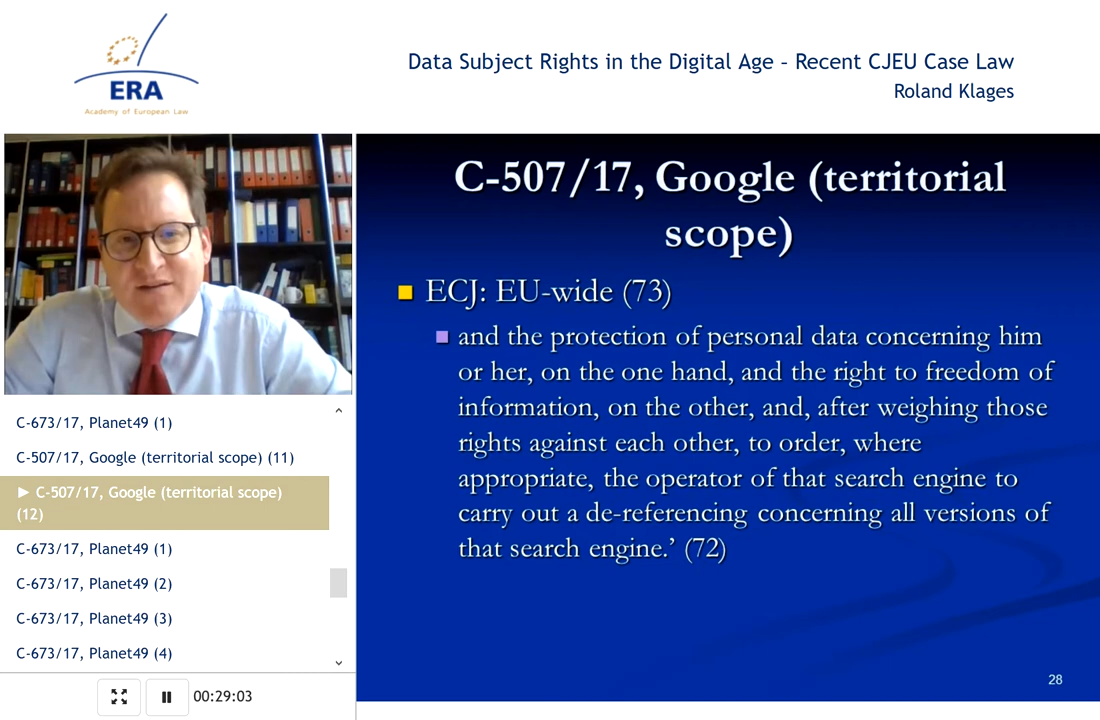 ERA
Academy of European Law
Data Subject Rights in the Digital Age – Recent CJEU Case Law
Roland Klages
C-507/17, Google (territorial
scope)
ECJ: EU-wide (73)
and the protection of personal data concerning him
or her, on the one hand, and the right to freedom of
information, on the other, and, after weighing those
rights against each other, to order, where
appropriate, the operator of that search engine to
carry out a de-referencing concerning all versions of
that search engine.’ (72)
28
C-673/17, Planet49 (1)
C-507/17, Google (territorial scope) (11)
► C-507/17, Google (territorial scope)
(12)
C-673/17, Planet49 (1)
C-673/17, Planet49 (2)
C-673/17, Planet49 (3)
C-673/17, Planet49 (4)
00:29:03